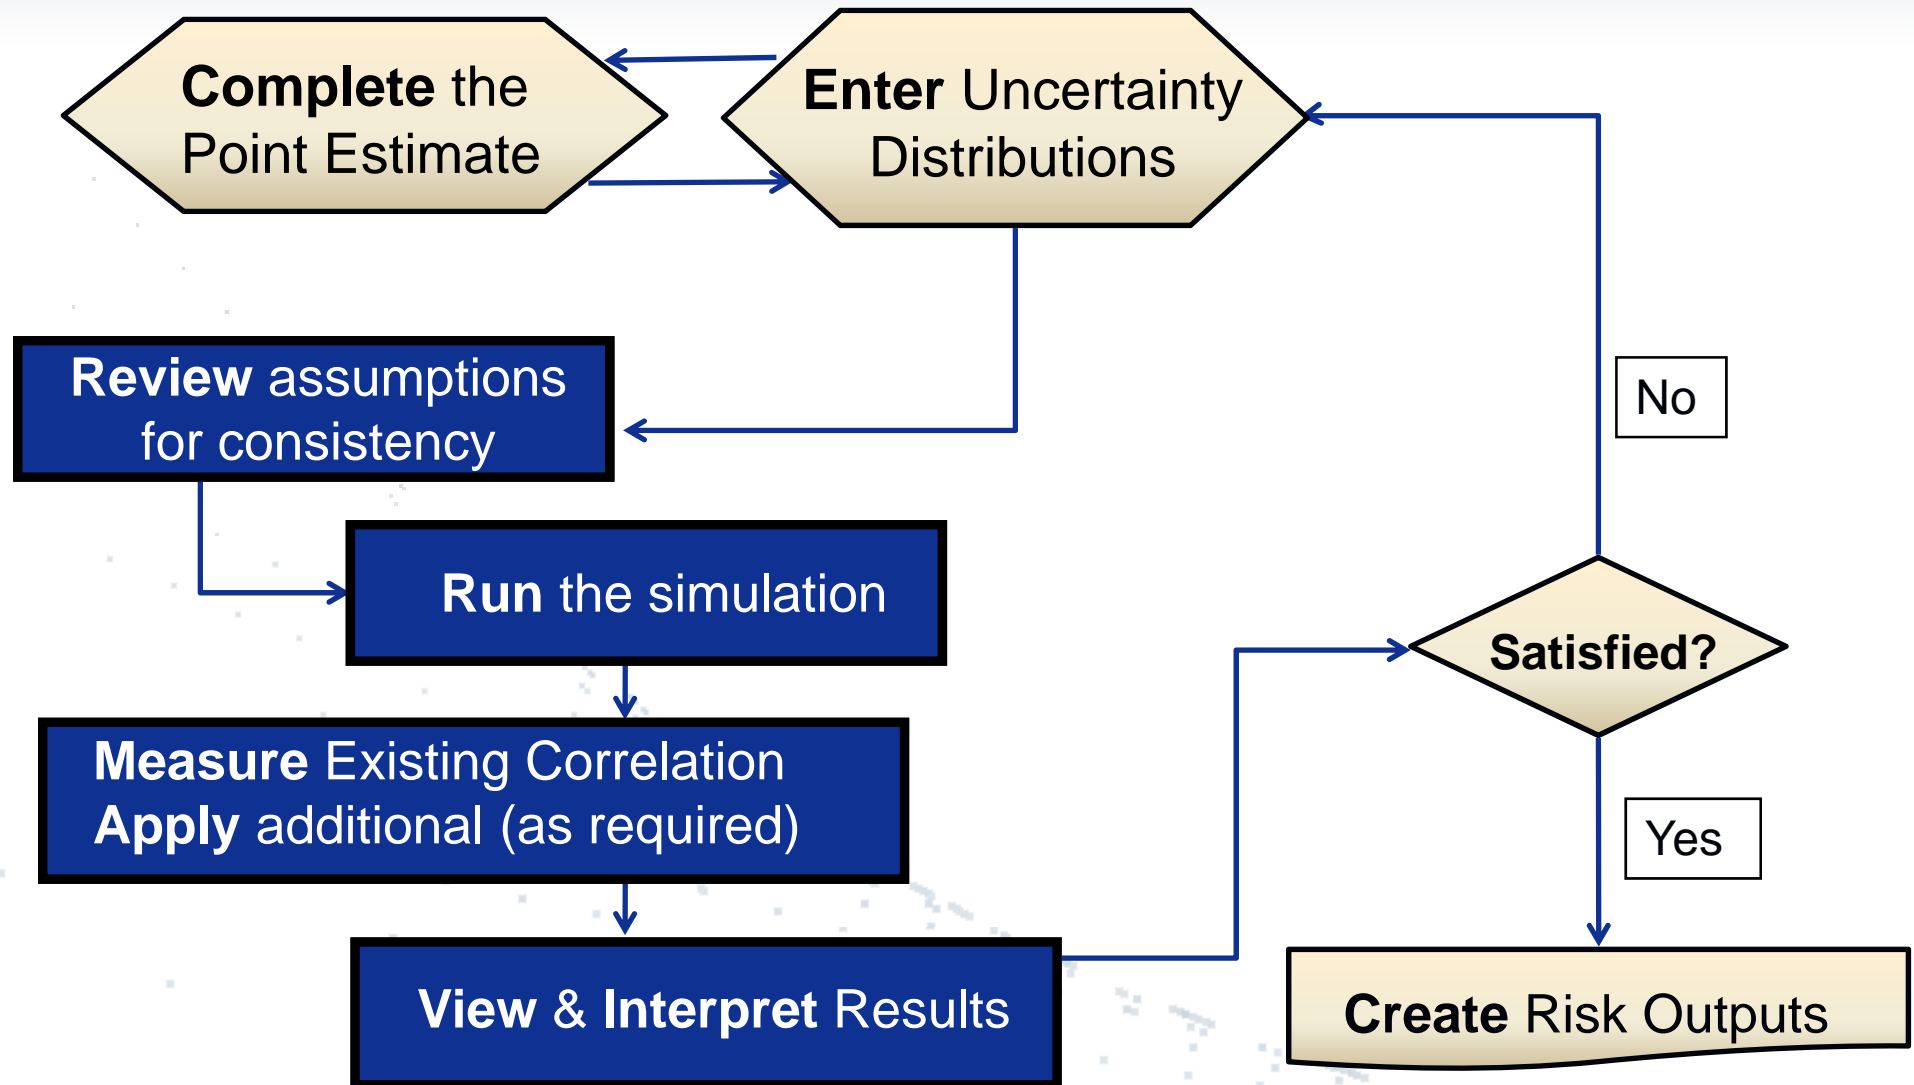 Complete the
Point Estimate
Enter Uncertainty
Distributions
Review assumptions
for consistency
No
Run the simulation
Satisfied?
Measure Existing Correlation
Apply additional (as required)
Yes
View & Interpret Results
Create Risk Outputs